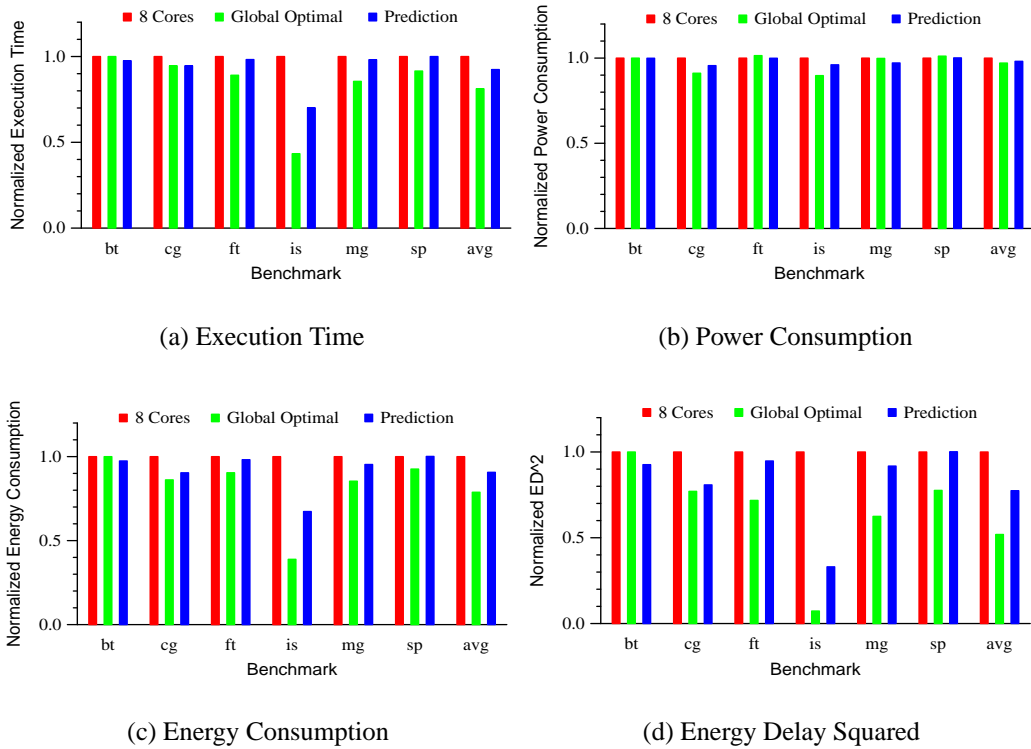 8 Cores Global Optimal Prediction
Normalized Execution Time
1.0
0.5
0.0
bt cg ft is mg sp avg
Benchmark
(a) Execution Time
8 Cores Global Optimal Prediction
Normalized Power Consumption
1.0
0.5
0.0
bt cg ft is mg sp avg
Benchmark
(b) Power Consumption
8 Cores Global Optimal Prediction
Normalized Energy Consumption
1.0
0.5
0.0
bt cg ft is mg sp avg
Benchmark
(c) Energy Consumption
8 Cores Global Optimal Prediction
Normalized ED^2
1.0
0.5
0.0
bt cg ft is mg sp avg
Benchmark
(d) Energy Delay Squared